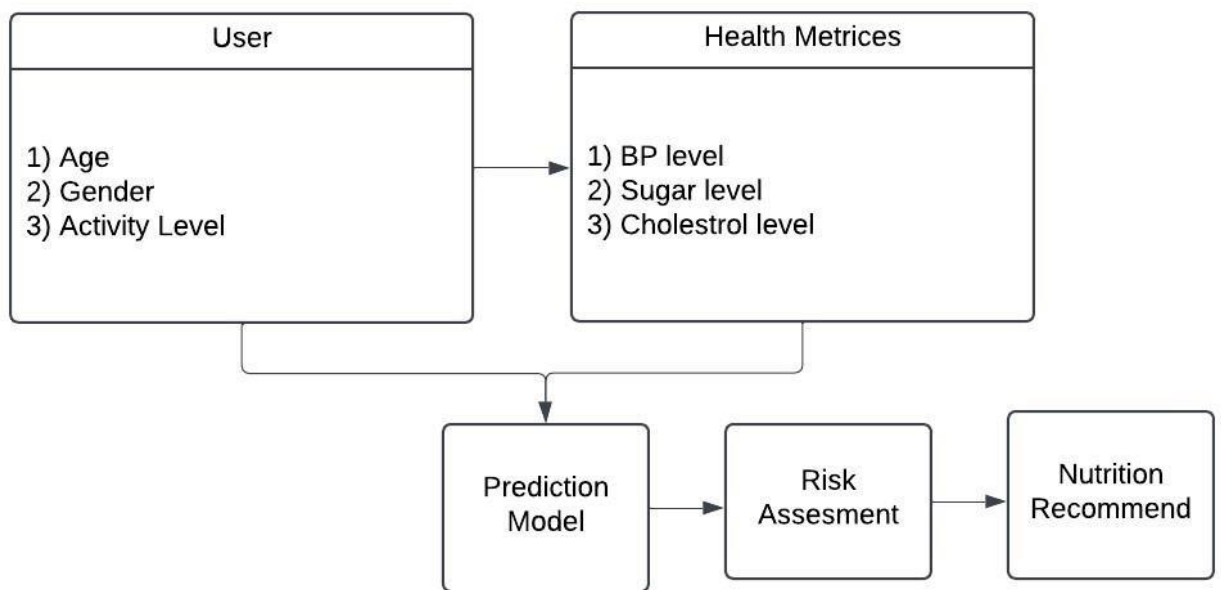 User
1) Age
2) Gender
3) Activity Level
Health Metrices
1) BP level
2) Sugar level
3) Cholestrol level
Prediction
Model
Risk
Assesment
Nutrition
Recommend